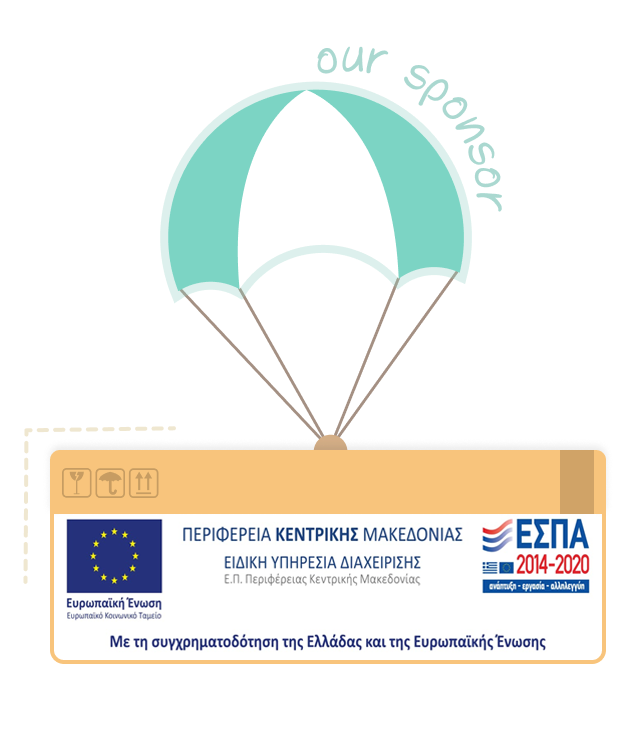 our sponsor
ΠΕΡΙΦΕΡΕΙΑ ΚΕΝΤΡΙΚΗΣ ΜΑΚΕΔΟΝΙΑΣ
ΕΙΔΙΚΗ ΥΠΗΡΕΣΙΑ ΔΙΑΧΕΙΡΙΣΗΣ
Ε.Π. Περιφέρειας Κεντρικής Μακεδονίας
Ευρωπαϊκή Ένωση
Ευρωπαϊκό Κοινωνικό Ταμείο
ΕΣΠΑ
2014-2020
ανάπτυξη - εργασία - αλληλεγγύη
Με τη συγχρηματοδότηση της Ελλάδας και της Ευρωπαϊκής Ένωσης